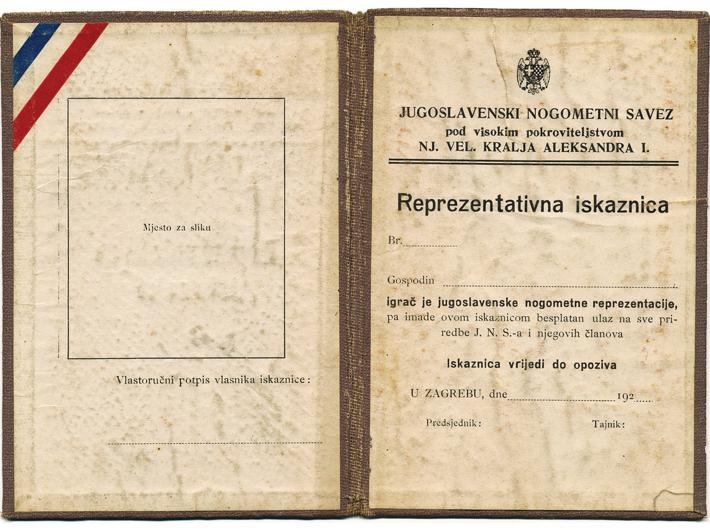 Mjesto za sliku
Vlastoručni potpis vlasnika iskaznice:
JUGOSLAVENSKI NOGOMETNI SAVEZ
pod visokim pokroviteljstvom
NJ. VEL. KRALJA ALEKSANDRA I.
Reprezentativna iskaznica
Br.
Gospodin
igrač je jugoslavenske nogometne reprezentacije,
pa imade ovom iskaznicom besplatan ulaz na sve pri-
redbe J. N. S.-a i njegovih članova
Iskaznica vrijedi do opoziva
U ZAGREBU, dne 192
Predsjednik: Tajnik: